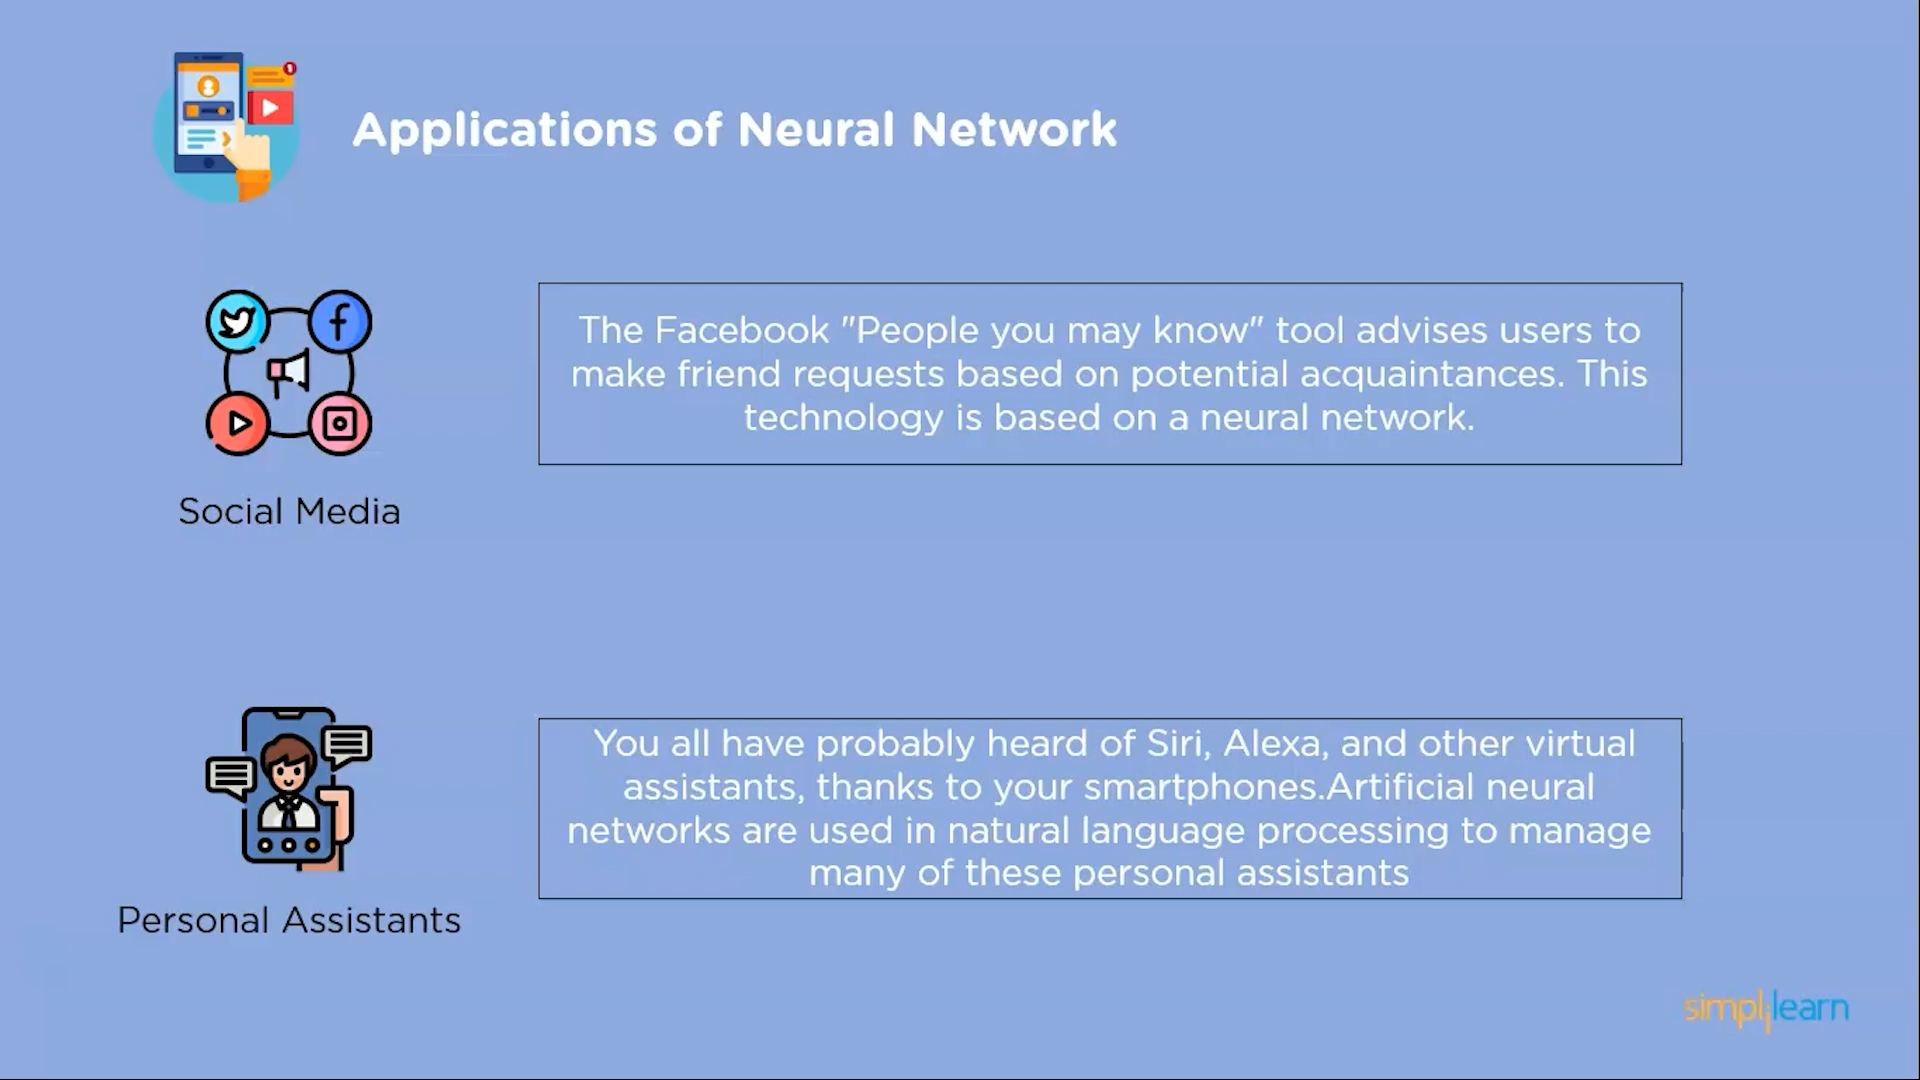 Applications of Neural Network
The Facebook "People you may know" tool advises users to
make friend requests based on potential acquaintances. This
technology is based on a neural network.
Social Media
You all have probably heard of Siri, Alexa, and other virtual
assistants, thanks to your smartphones.Artificial neural
networks are used in natural language processing to manage
many of these personal assistants
Personal Assistants
simplilearn